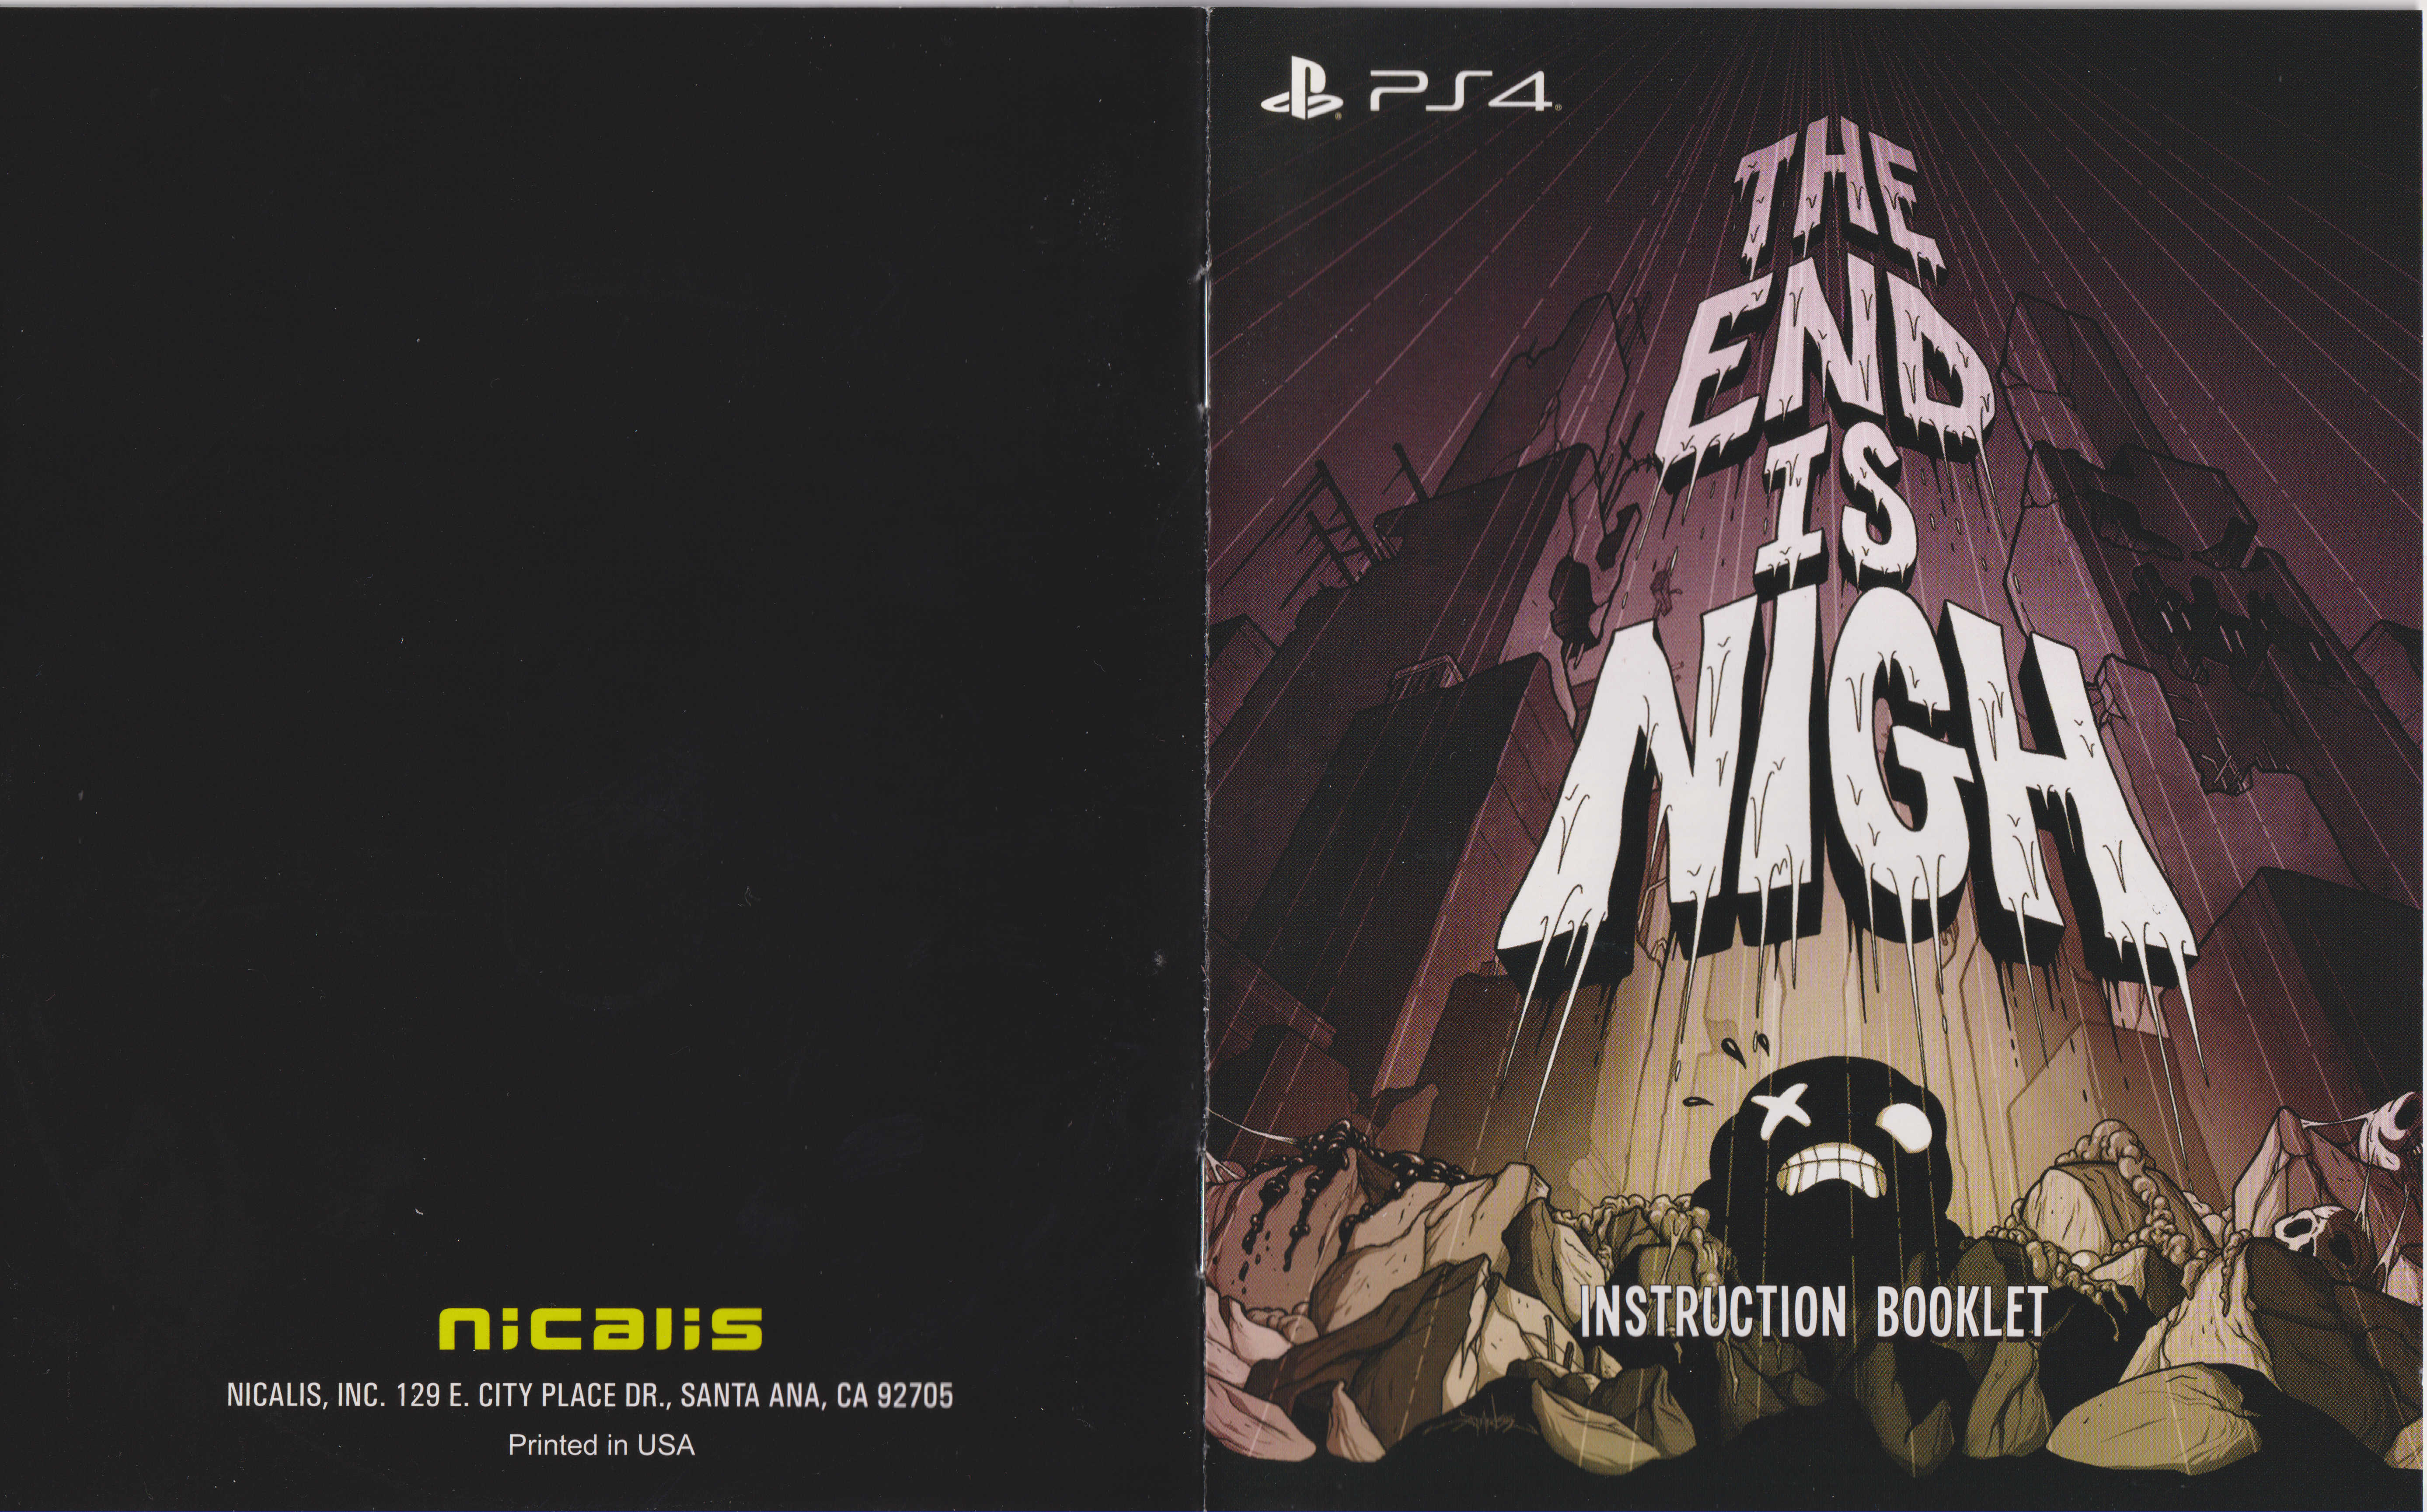 nicalis
NICALIS, INC. 129 E. CITY PLACE DR., SANTA ANA, CA 92705
Printed in USA
PS4
THE
END
IS
NIGH
INSTRUCTION BOOKLET